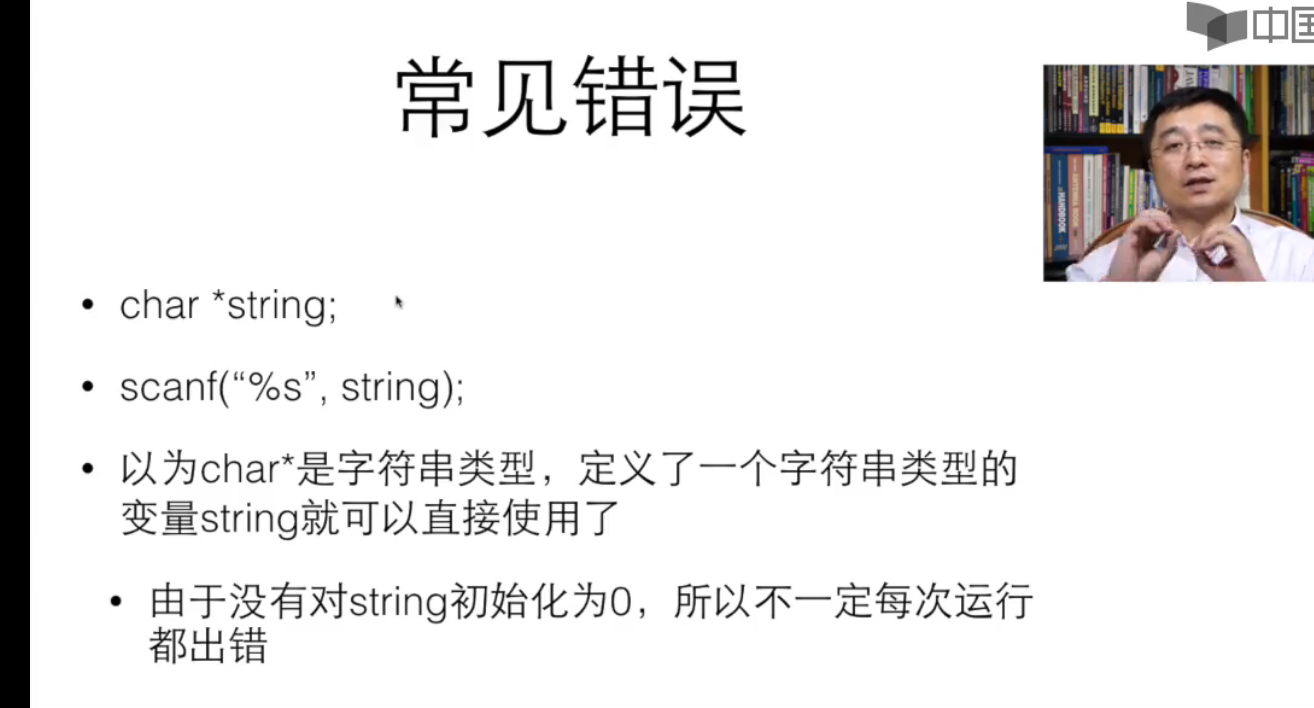 中国
常见错误
HANDBOOK
char *string;
scanf(“%s”, string);
以为char*是字符串类型，定义了一个字符串类型的
变量string就可以直接使用了
由于没有对string初始化为0，所以不一定每次运行
都出错